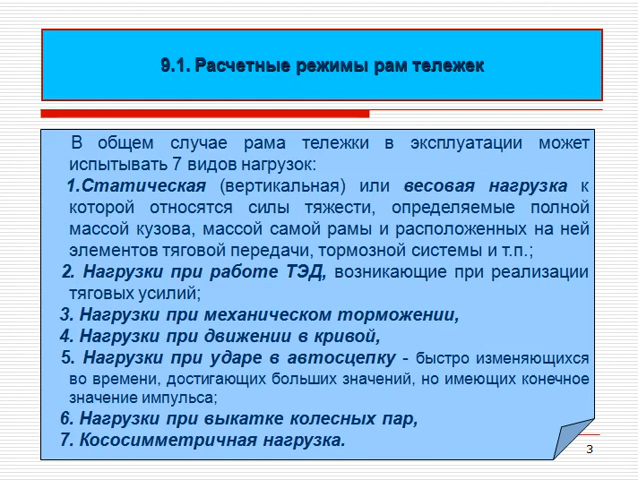 9.1. Расчетные режимы рам тележек
В общем случае рама тележки в эксплуатации может
испытывать 7 видов нагрузок:
1.Статическая (вертикальная) или весовая нагрузка к
которой относятся силы тяжести, определяемые полной
массой кузова, массой самой рамы и расположенных на ней
элементов тяговой передачи, тормозной системы и т.п.;
2. Нагрузки при работе ТЭД, возникающие при реализации
тяговых усилий;
3. Нагрузки при механическом торможении,
4. Нагрузки при движении в кривой,
5. Нагрузки при ударе в автосцепку - быстро изменяющихся
во времени, достигающих больших значений, но имеющих конечное
значение импульса;
6. Нагрузки при выкатке колесных пар,
7. Кососимметричная нагрузка.
3